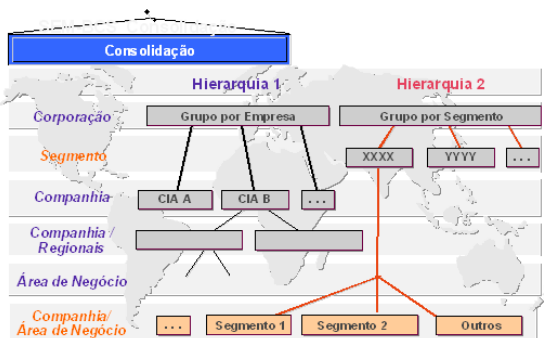 Consolidação
Hierarquia 1
Hierarquia 2
Corporação
Grupo por Empresa
Grupo por Segmento
Segmento
XXXX
YYYY
...
Companhia
CIA A
CIA B
...
Companhia /
Regionais
Área de Negócio
Companhia/
Área de Negócio
...
Segmento 1
Segmento 2
Outros